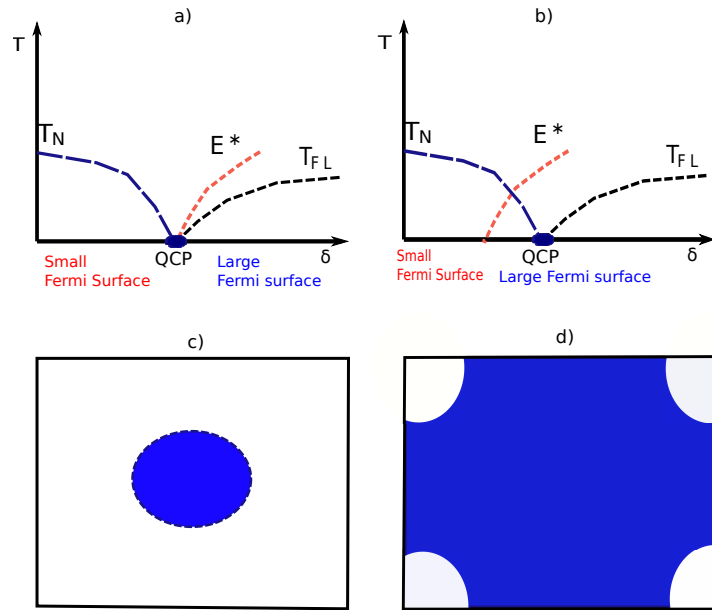 a)
T
T_N
E*
T_FL
QCP
δ
Small
Fermi Surface
Large
Fermi surface
b)
T
T_N
E*
T_FL
QCP
δ
Small
Fermi Surface
Large Fermi surface
c)
d)